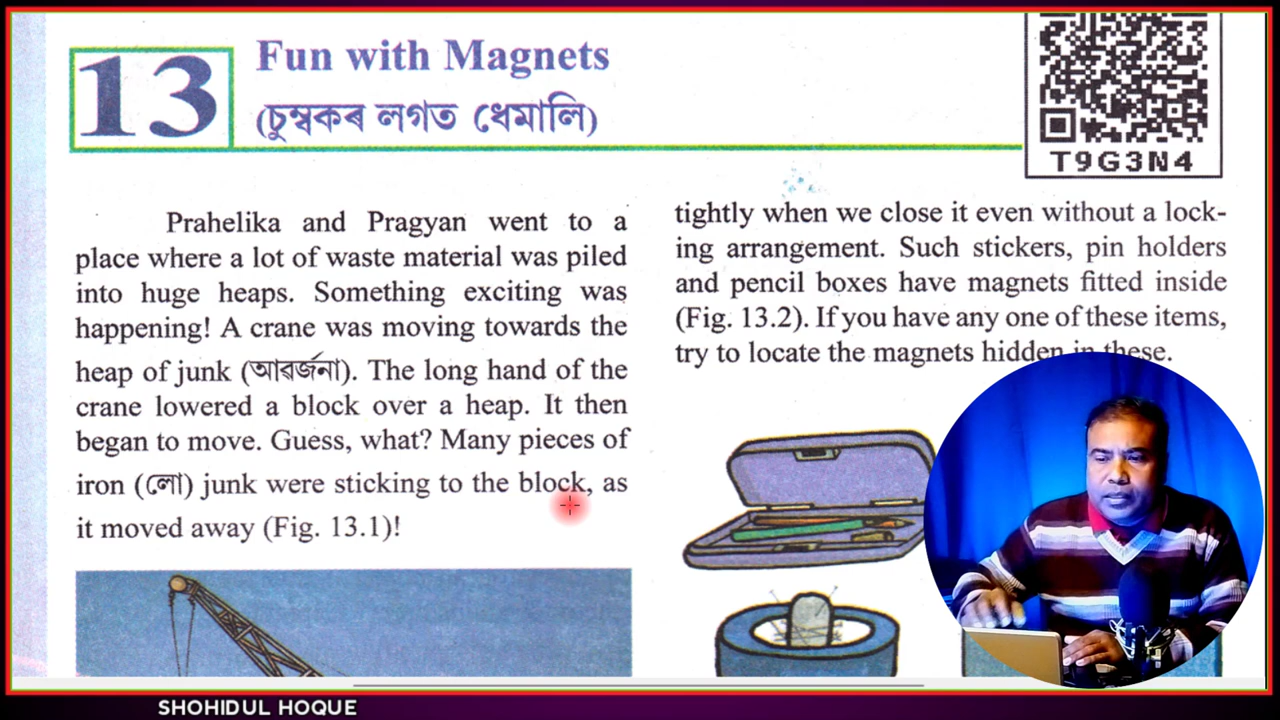 13
Fun with Magnets
(চুম্বকৰ লগত ধেমালি)
T9G3N4
Prahelika and Pragyan went to a
place where a lot of waste material was piled
into huge heaps. Something exciting was
happening! A crane was moving towards the
heap of junk (আৱৰ্জনা). The long hand of the
crane lowered a block over a heap. It then
began to move. Guess, what? Many pieces of
iron (লো) junk were sticking to the block, as
it moved away (Fig. 13.1)!
tightly when we close it even without a lock-
ing arrangement. Such stickers, pin holders
and pencil boxes have magnets fitted inside
(Fig. 13.2). If you have any one of these items,
try to locate the magnets hidden in these.
SHOHIDUL HOQUE